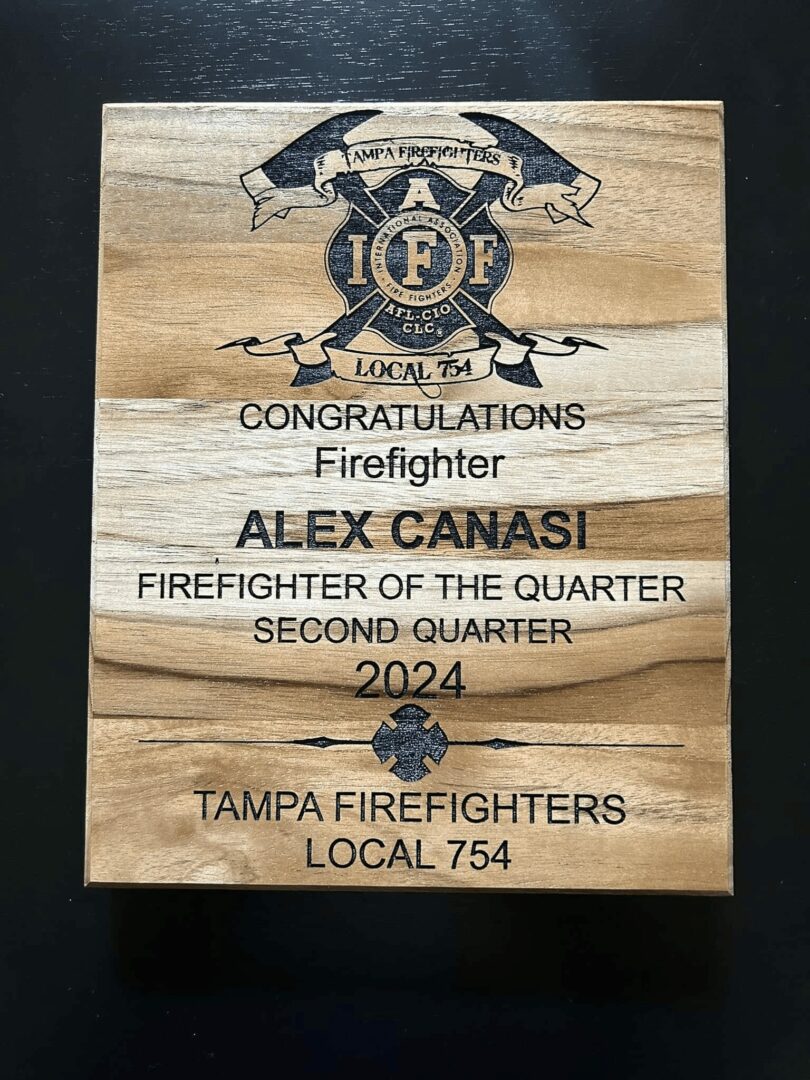 TAMPA FIREFIGHTERS
A
I F F
INTERNATIONAL ASSOCIATION
FIRE FIGHTERS
AFL-CIO
CLC
LOCAL 754
CONGRATULATIONS
Firefighter
ALEX CANASI
FIREFIGHTER OF THE QUARTER
SECOND QUARTER
2024
TAMPA FIREFIGHTERS
LOCAL 754